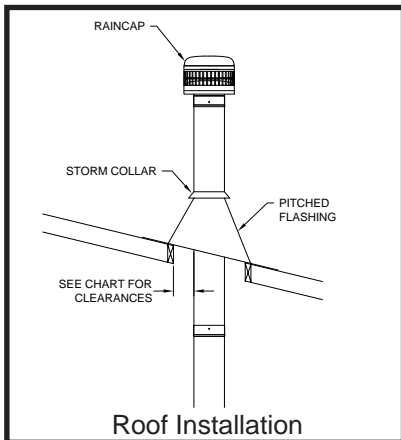 RAINCAP
STORM COLLAR
PITCHED
FLASHING
SEE CHART FOR
CLEARANCES
Roof Installation